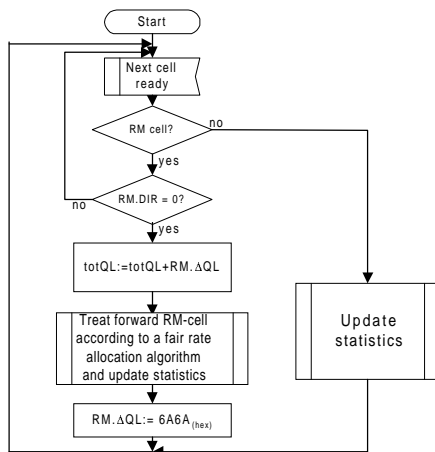 Start
Next cell
ready
RM cell?
no
yes
RM.DIR = 0?
no
yes
totQL:=totQL+RM.ΔQL
Treat forward RM-cell
according to a fair rate
allocation algorithm
and update statistics
Update
statistics
RM.ΔQL:= 6A6A(hex)